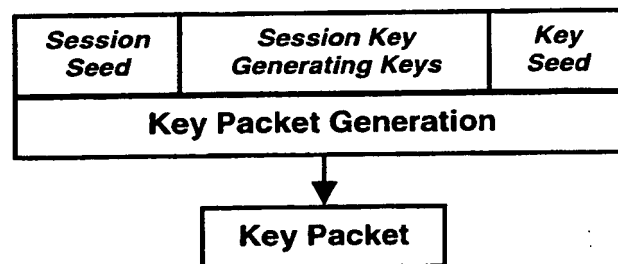 Session
Seed
Session Key
Generating Keys
Key
Seed
Key Packet Generation
Key Packet